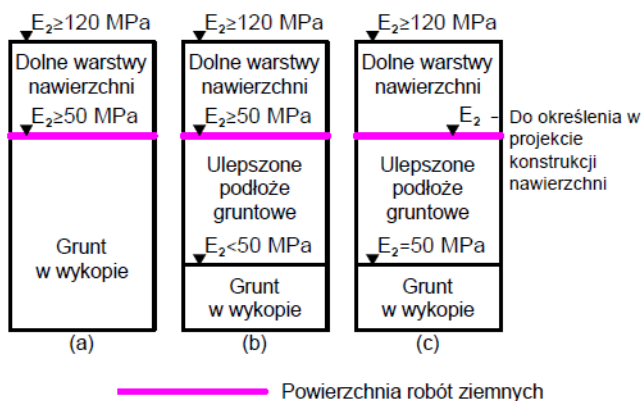 E₂≥120 MPa
Dolne warstwy
nawierzchni
E₂≥50 MPa
Grunt
w wykopie
(a)
E₂≥120 MPa
Dolne warstwy
nawierzchni
E₂≥50 MPa
Ulepszone
podłoże
gruntowe
E₂<50 MPa
Grunt
w wykopie
(b)
E₂≥120 MPa
Dolne warstwy
nawierzchni
E₂ - Do określenia w
projekcie
konstrukcji
nawierzchni
Ulepszone
podłoże
gruntowe
E₂=50 MPa
Grunt
w wykopie
(c)
Powierzchnia robót ziemnych